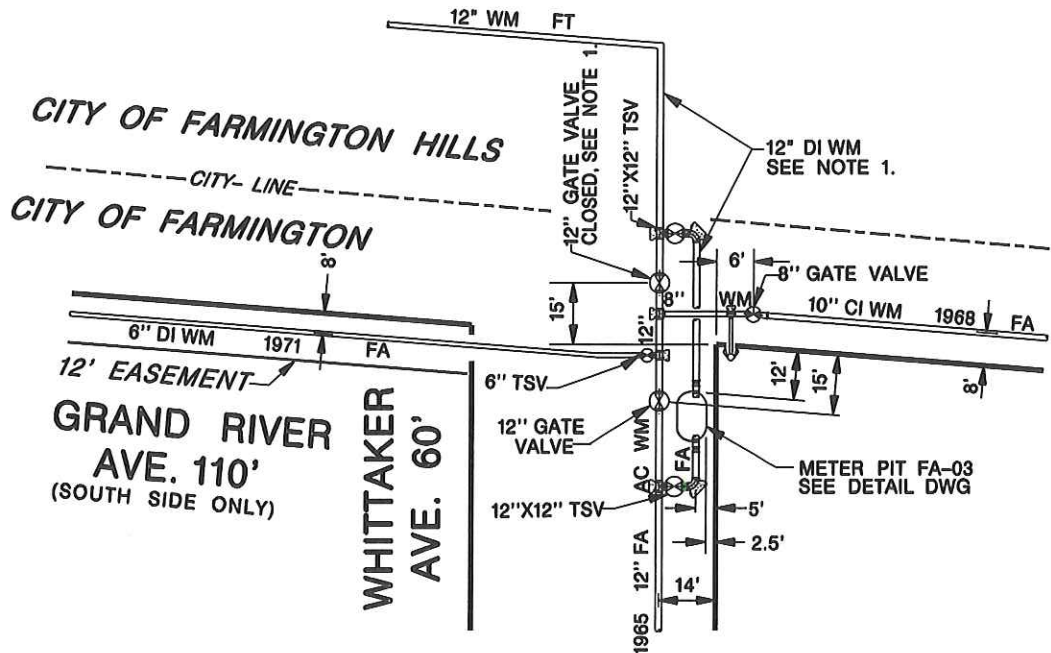 12" WM FT
CITY OF FARMINGTON HILLS
CITY-LINE
CITY OF FARMINGTON
12" GATE VALVE
CLOSED, SEE NOTE 1.
12"X12" TSV
12" DI WM
SEE NOTE 1.
6'
8" GATE VALVE
8'
15'
8"
WM
10" CI WM
1968
FA
12"
6" DI WM
1971
FA
12' EASEMENT
6" TSV
12'
15'
8'
GRAND RIVER
AVE. 110'
(SOUTH SIDE ONLY)
WHITTAKER
AVE. 60'
12" GATE
VALVE
METER PIT FA-03
SEE DETAIL DWG
FA
12"X12" TSV
5'
2.5'
14'
1965 12" FA AC WM